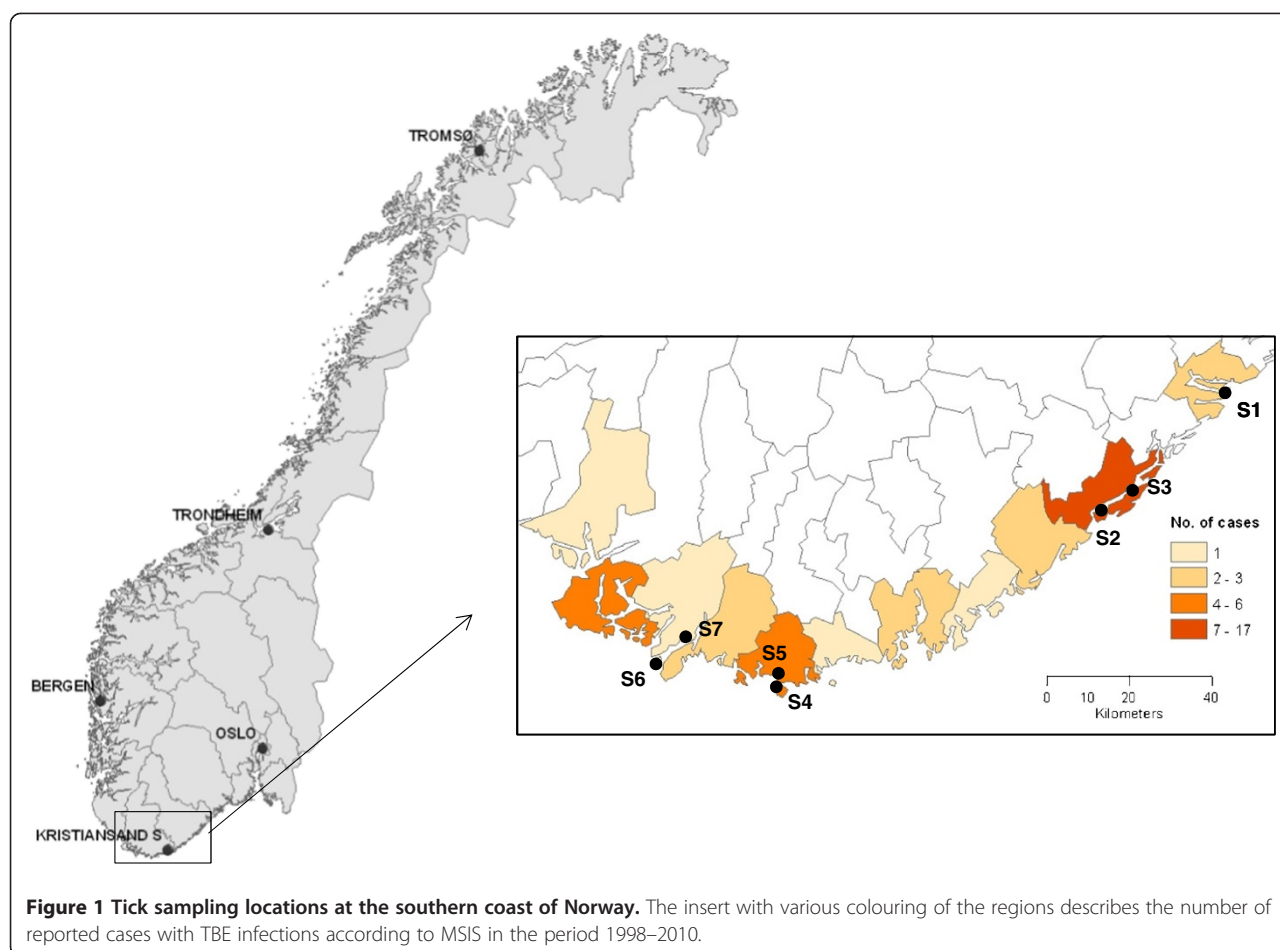 TROMSØ
TRONDHEIM
BERGEN
OSLO
KRISTIANSAND S
S1
S3
S2
No. of cases
1
2 - 3
4 - 6
7 - 17
S7
S5
S6
S4
0 20 40
Kilometers
Figure 1 Tick sampling locations at the southern coast of Norway. The insert with various colouring of the regions describes the number of
reported cases with TBE infections according to MSIS in the period 1998–2010.